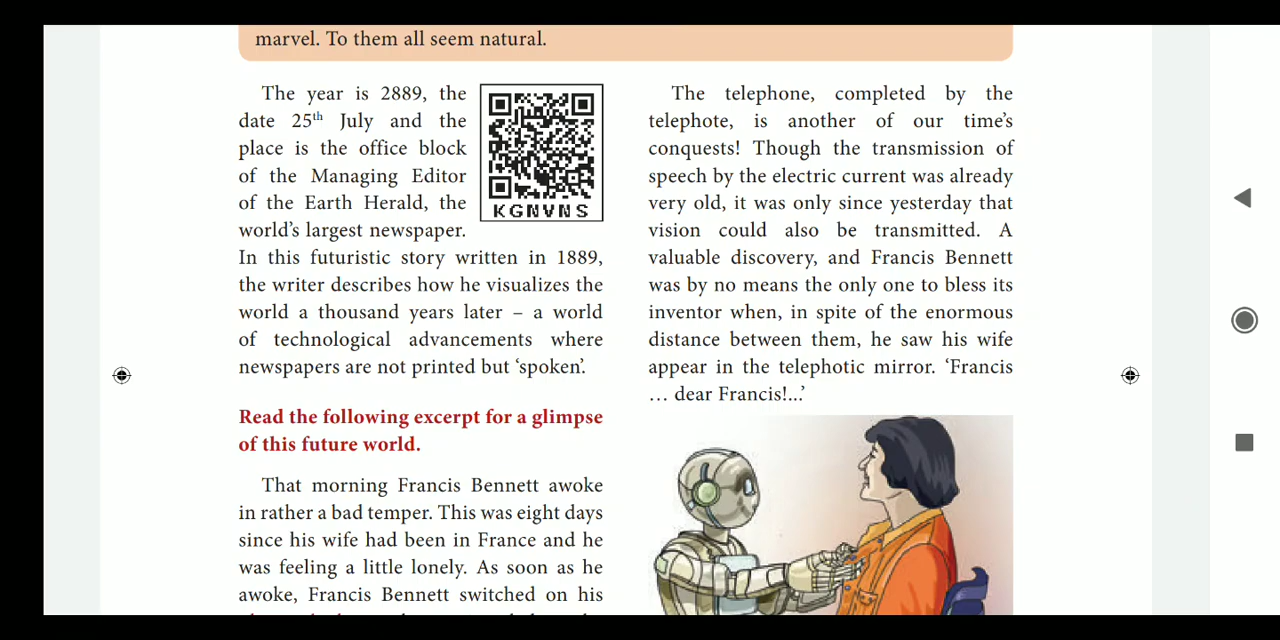 marvel. To them all seem natural.
The year is 2889, the
date 25th July and the
place is the office block
of the Managing Editor
of the Earth Herald, the
world's largest newspaper.
In this futuristic story written in 1889,
the writer describes how he visualizes the
world a thousand years later – a world
of technological advancements where
newspapers are not printed but 'spoken'.
KGNVNS
Read the following excerpt for a glimpse
of this future world.
That morning Francis Bennett awoke
in rather a bad temper. This was eight days
since his wife had been in France and he
was feeling a little lonely. As soon as he
awoke, Francis Bennett switched on his
The telephone, completed by the
telephote, is another of our time's
conquests! Though the transmission of
speech by the electric current was already
very old, it was only since yesterday that
vision could also be transmitted. A
valuable discovery, and Francis Bennett
was by no means the only one to bless its
inventor when, in spite of the enormous
distance between them, he saw his wife
appear in the telephotic mirror. 'Francis
… dear Francis!...'